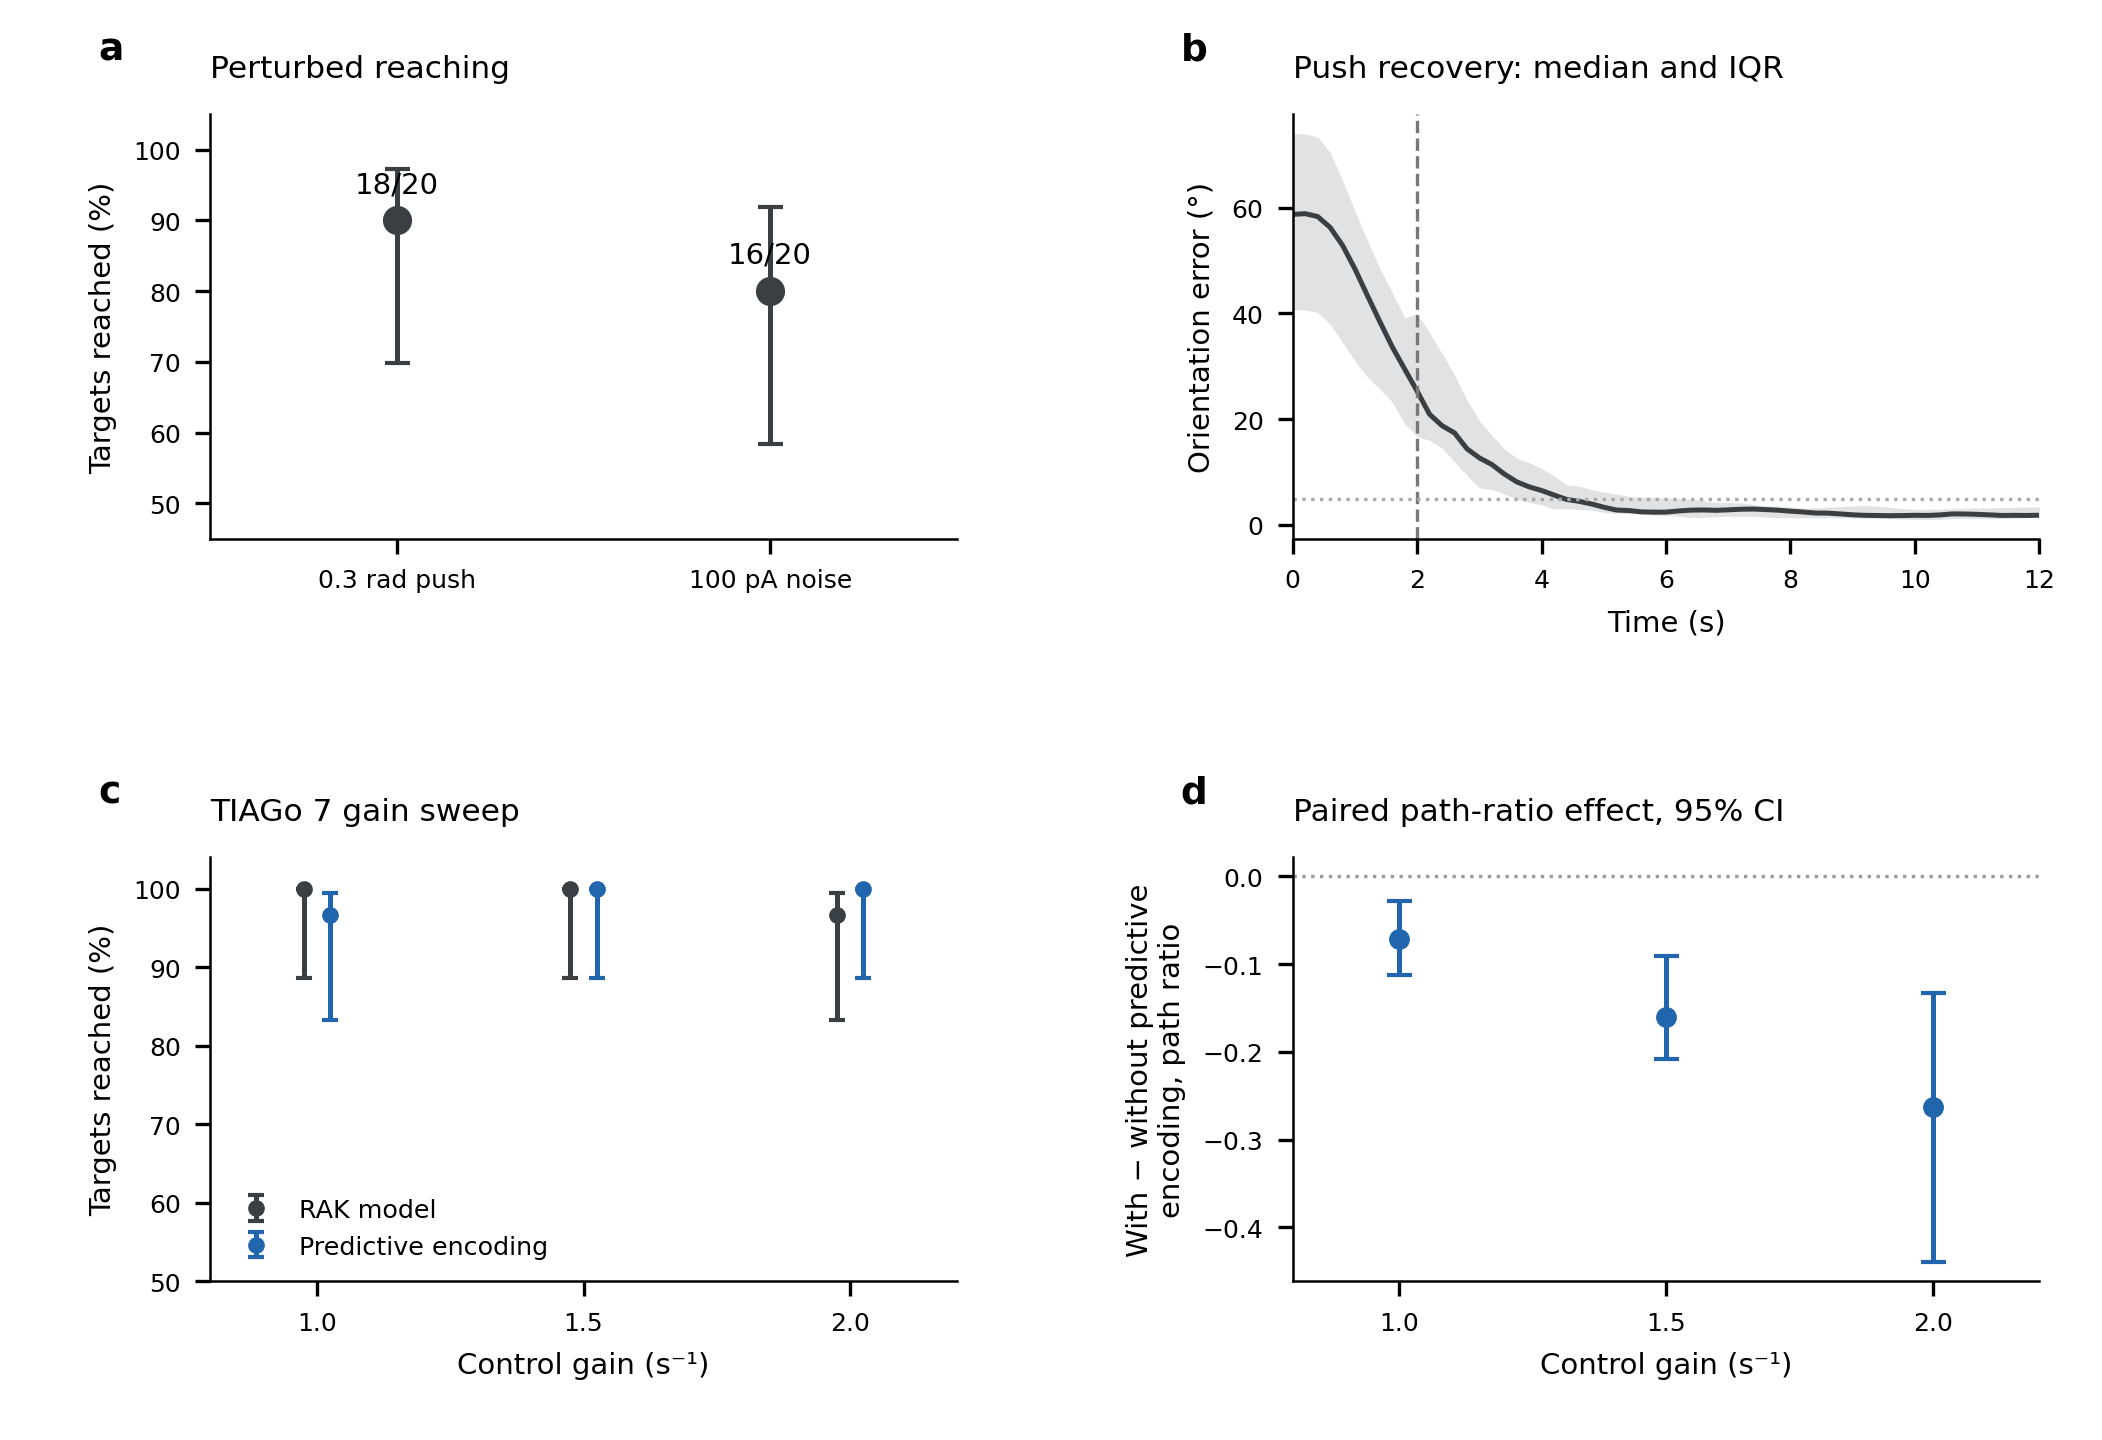 a
Perturbed reaching
Targets reached (%)
100
90
80
70
60
50
18/20
16/20
0.3 rad push
100 pA noise
b
Push recovery: median and IQR
Orientation error (°)
60
40
20
0
0 2 4 6 8 10 12
Time (s)
c
TIAGo 7 gain sweep
Targets reached (%)
100
90
80
70
60
50
RAK model
Predictive encoding
1.0 1.5 2.0
Control gain (s⁻¹)
d
Paired path-ratio effect, 95% CI
With − without predictive
encoding, path ratio
0.0
−0.1
−0.2
−0.3
−0.4
1.0 1.5 2.0
Control gain (s⁻¹)